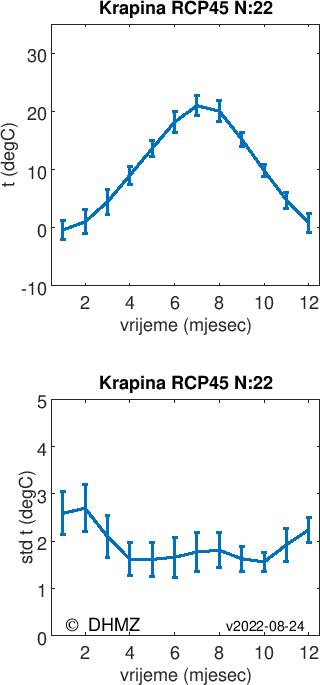 Krapina RCP45 N:22
30
20
10
0
-10
t (degC)
2 4 6 8 10 12
vrijeme (mjesec)
Krapina RCP45 N:22
5
4
3
2
1
0
std t (degC)
© DHMZ v2022-08-24
2 4 6 8 10 12
vrijeme (mjesec)